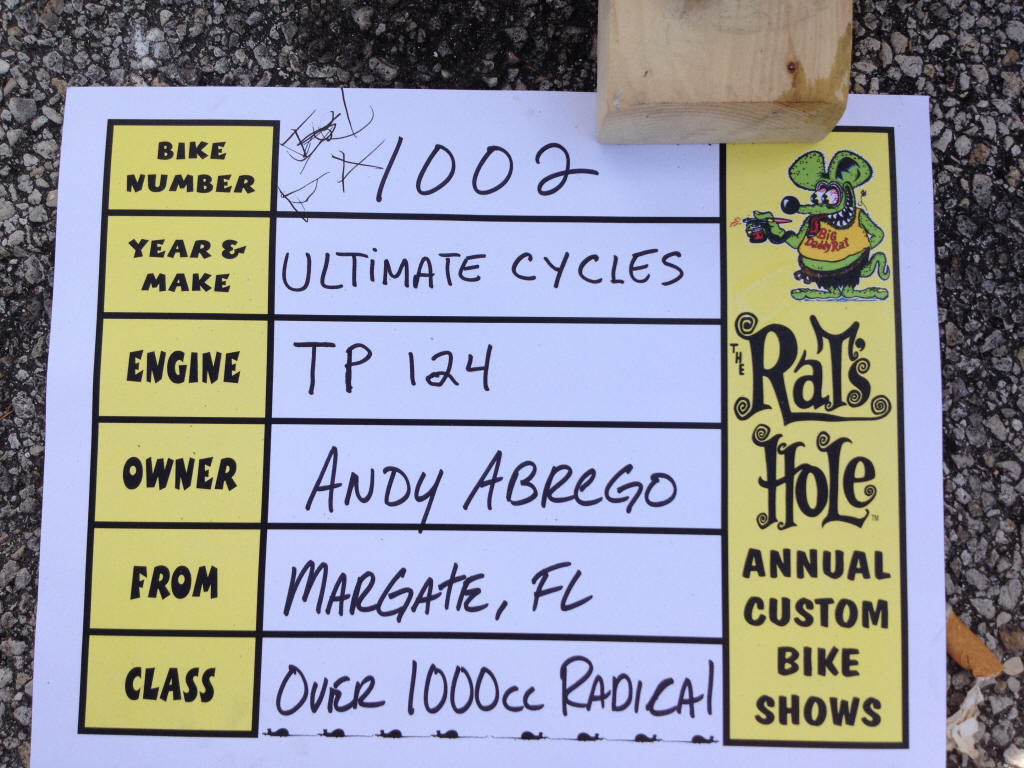 BIKE NUMBER
1002
YEAR & MAKE
ULTIMATE CYCLES
ENGINE
TP 124
OWNER
ANDY ABREGO
FROM
MARGATE, FL
CLASS
OVER 1000cc RADICAL
Big
Daddy Rat
THE
RAT'S
HOLE™
ANNUAL
CUSTOM
BIKE
SHOWS